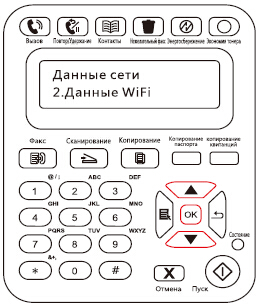 Вызов Повтор/Удержание Контакты Нежелательный факс Энергосбережение Экономия тонера
Данные сети
2.Данные WiFi
Факс Сканирование Копирование Копирование паспорта копирование квитанций
@/: ABC DEF
1 2 3
GHI JKL MNO
4 5 6 OK
PQRS TUV WXYZ
7 8 9 Состояние
&+,
* 0 # X
Отмена Пуск